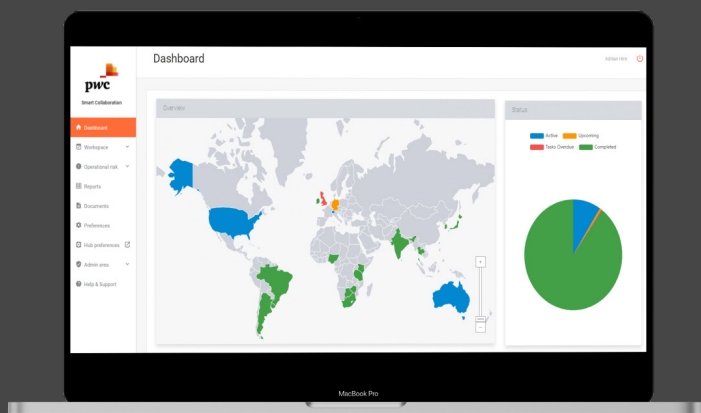 Dashboard
pwc
Smart Collaboration
Overview
Status
Dashboard
Workspace
Operational risk
Reports
Documents
Preferences
Hub preferences
Admin area
Help & Support
Active
Upcoming
Tasks Overdue
Completed
+
-
MacBook Pro